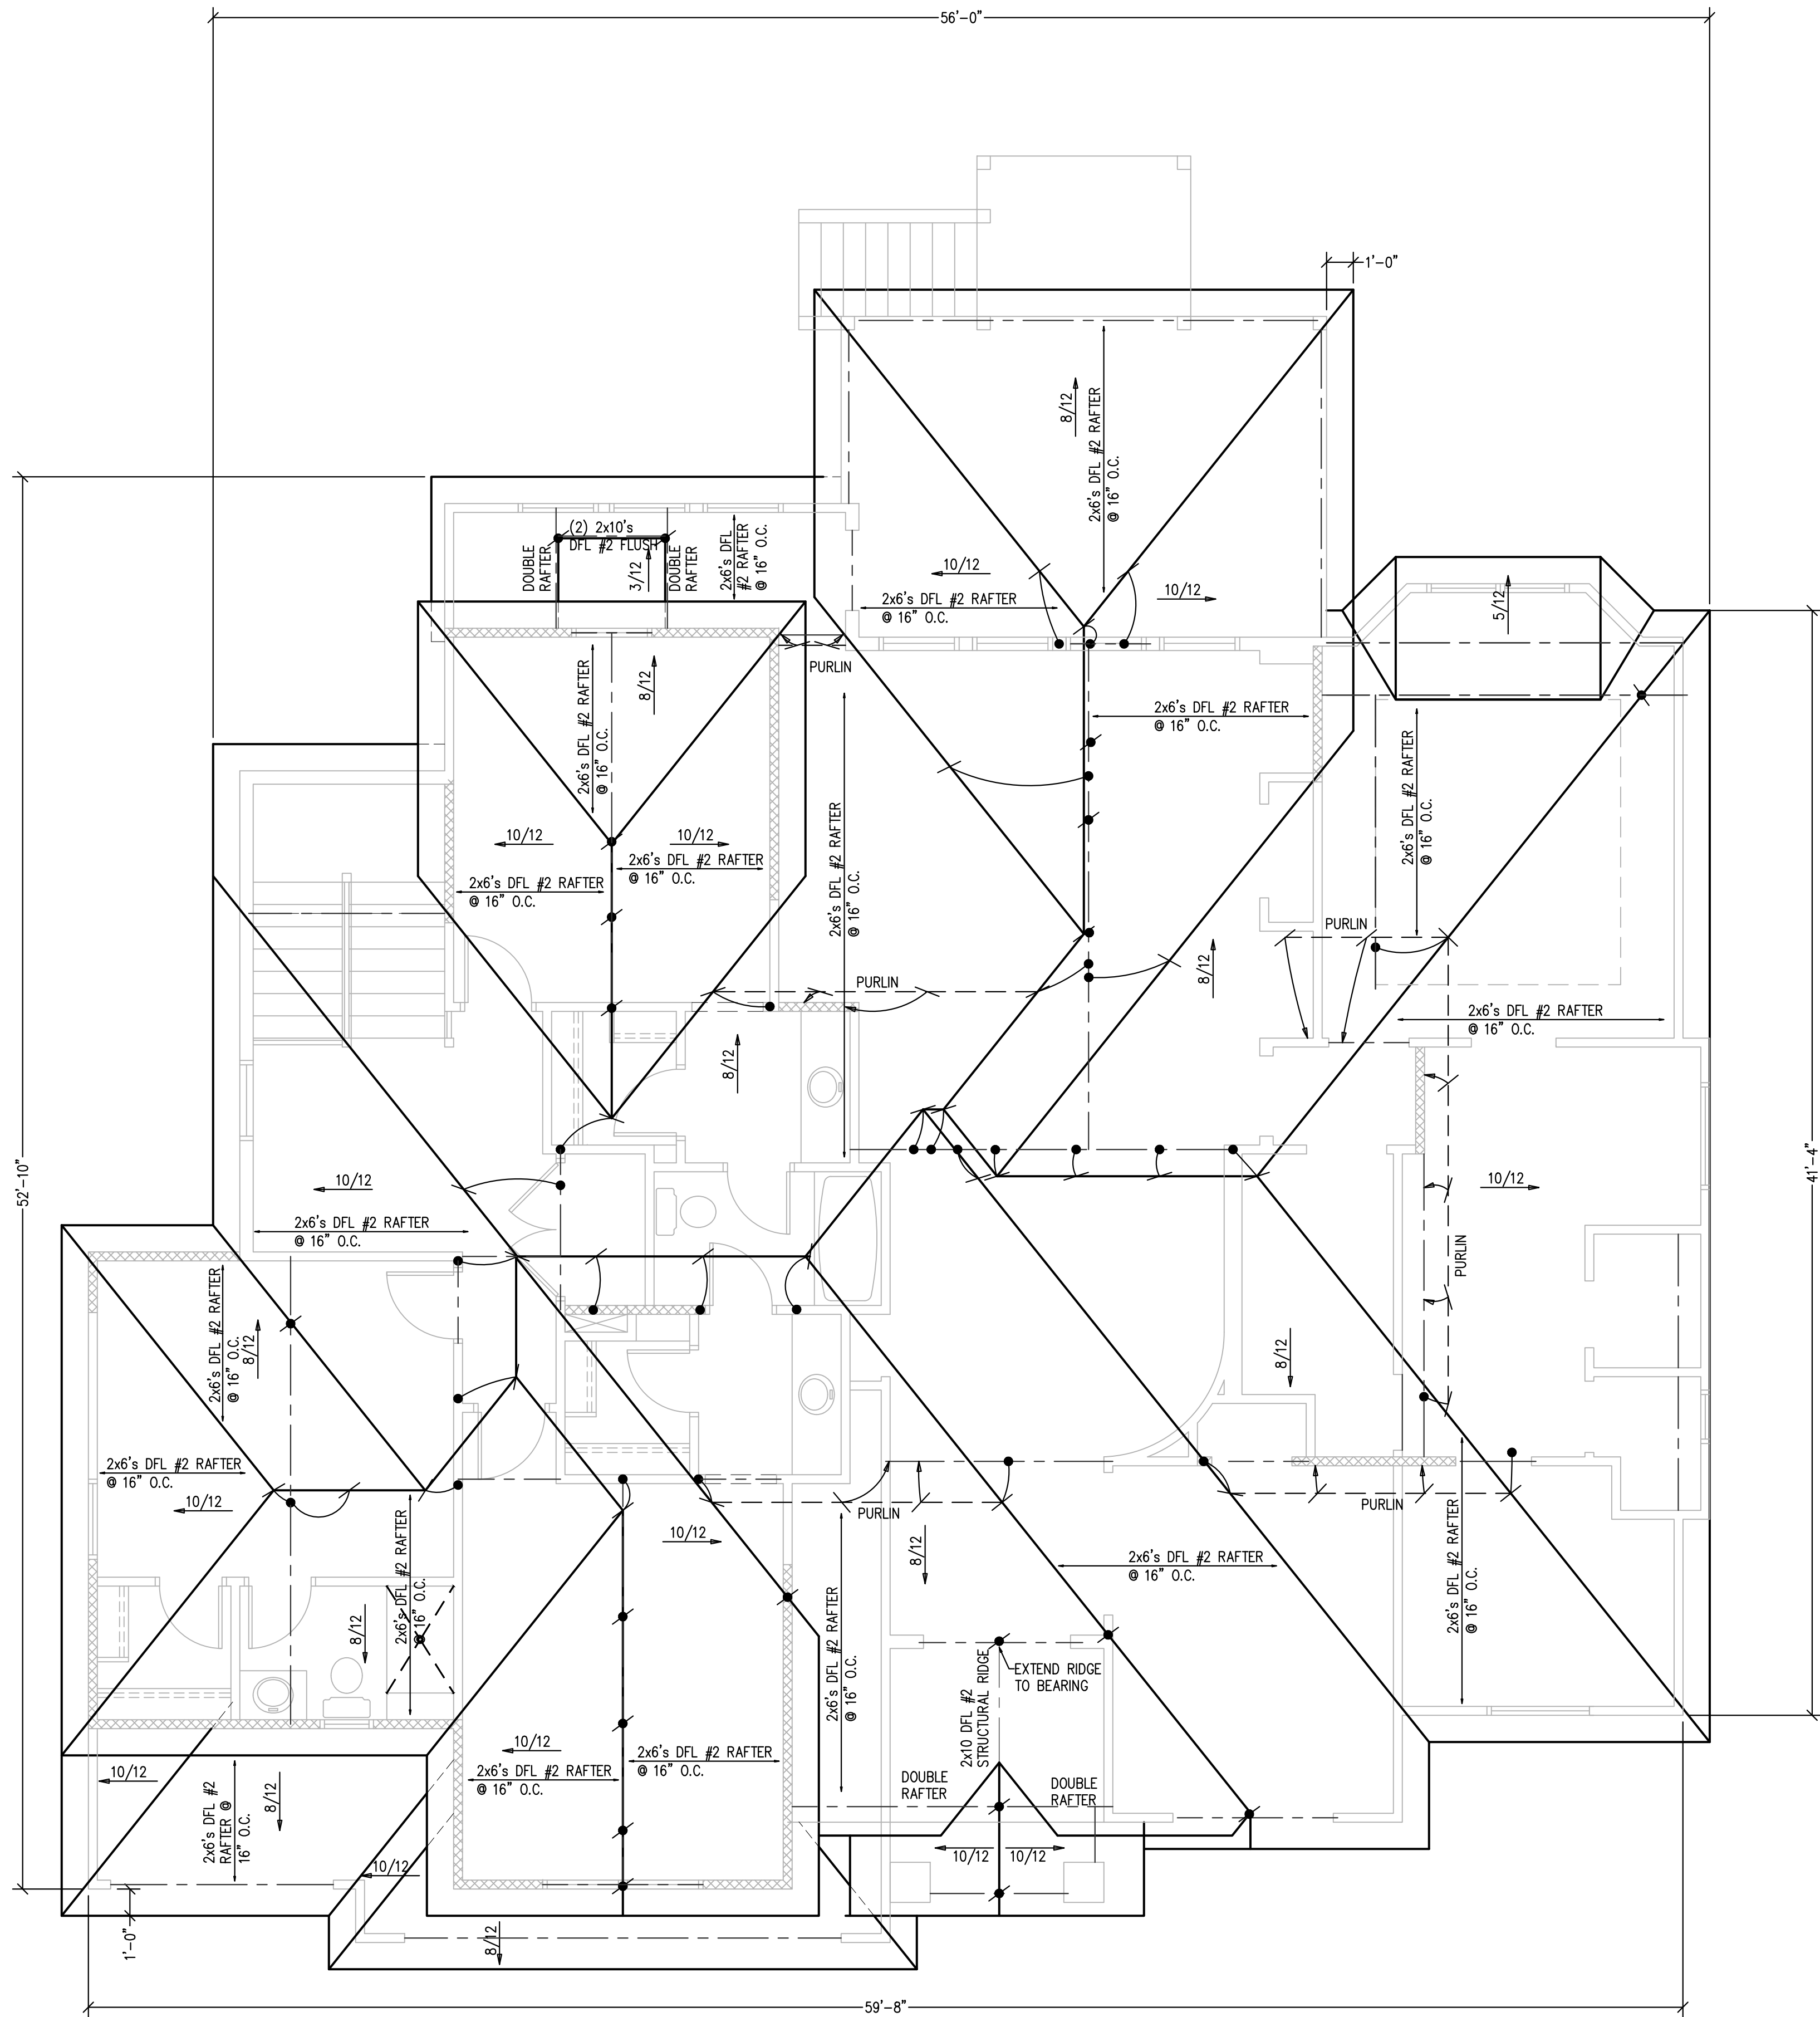 56'-0"
1'-0"
8/12
2x6's DFL #2 RAFTER
@ 16" O.C.
(2) 2x10's
DFL #2 FLUSH
DOUBLE
RAFTER
3/12
DOUBLE
RAFTER
2x6's DFL
#2 RAFTER
@ 16" O.C.
10/12
2x6's DFL #2 RAFTER
@ 16" O.C.
10/12
5/12
PURLIN
2x6's DFL #2 RAFTER
@ 16" O.C.
8/12
2x6's DFL #2 RAFTER
@ 16" O.C.
2x6's DFL #2 RAFTER
@ 16" O.C.
10/12
10/12
2x6's DFL #2 RAFTER
@ 16" O.C.
2x6's DFL #2 RAFTER
@ 16" O.C.
2x6's DFL #2 RAFTER
@ 16" O.C.
PURLIN
PURLIN
8/12
2x6's DFL #2 RAFTER
@ 16" O.C.
8/12
52'-10"
41'-4"
10/12
10/12
2x6's DFL #2 RAFTER
@ 16" O.C.
PURLIN
2x6's DFL #2 RAFTER
@ 16" O.C.
8/12
8/12
2x6's DFL #2 RAFTER
@ 16" O.C.
10/12
2x6's DFL #2 RAFTER
@ 16" O.C.
10/12
PURLIN
PURLIN
8/12
2x6's DFL #2 RAFTER
@ 16" O.C.
2x6's DFL #2 RAFTER
@ 16" O.C.
8/12
2x6's DFL #2 RAFTER
@ 16" O.C.
2x10 DFL #2
STRUCTURAL RIDGE
EXTEND RIDGE
TO BEARING
10/12
2x6's DFL #2 RAFTER
@ 16" O.C.
2x6's DFL #2 RAFTER
@ 16" O.C.
10/12
2x6's DFL #2
RAFTER @
16" O.C.
8/12
DOUBLE
RAFTER
DOUBLE
RAFTER
10/12
10/12
10/12
1'-0"
8/12
59'-8"